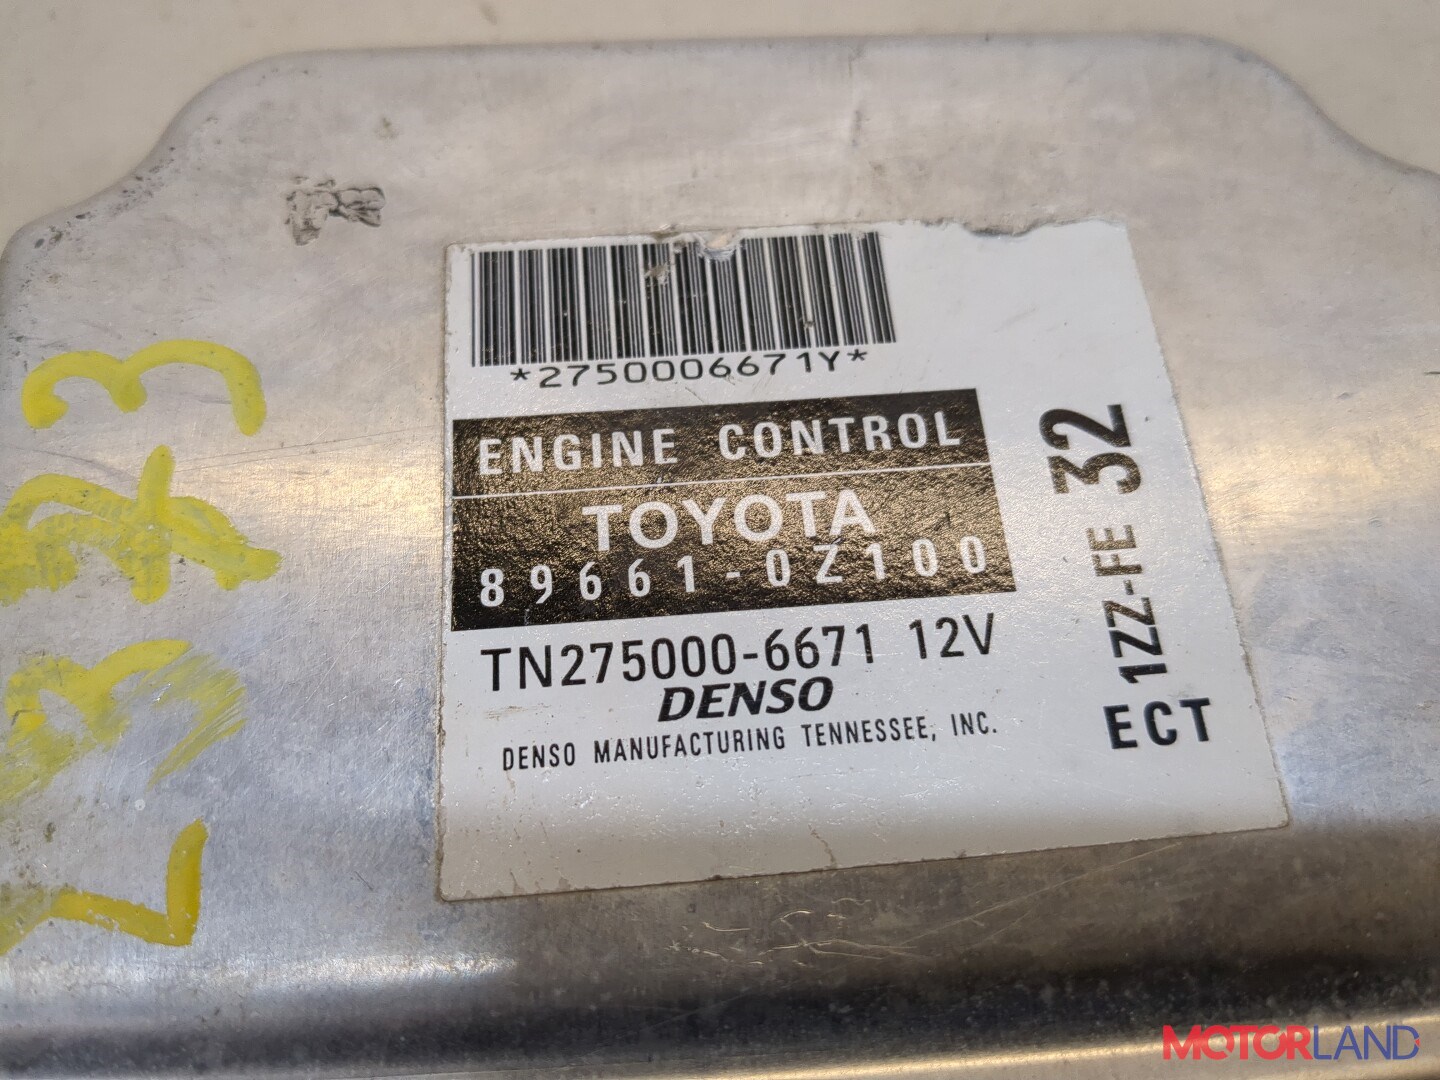 *2750006671Y*
ENGINE CONTROL
TOYOTA
89661-0Z100
TN275000-6671 12V
DENSO
DENSO MANUFACTURING TENNESSEE, INC.
1ZZ-FE 32
ECT
MOTORLAND